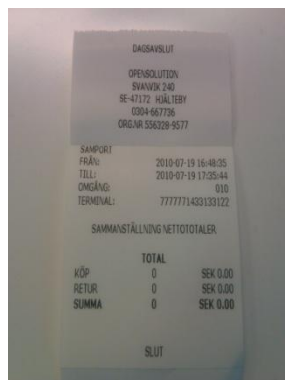 DAGSAVSLUT
OPENSOLUTION
SVANVIK 240
SE-47172 HJÄLTEBY
0304-667736
ORG.NR 556328-9577
SAMPORT
FRÅN: 2010-07-19 16:48:35
TILL: 2010-07-19 17:35:44
OMGÅNG: 010
TERMINAL: 7777771433133122
SAMMANSTÄLLNING NETTOTOTALER
TOTAL
KÖP 0 SEK 0.00
RETUR 0 SEK 0.00
SUMMA 0 SEK 0.00
SLUT